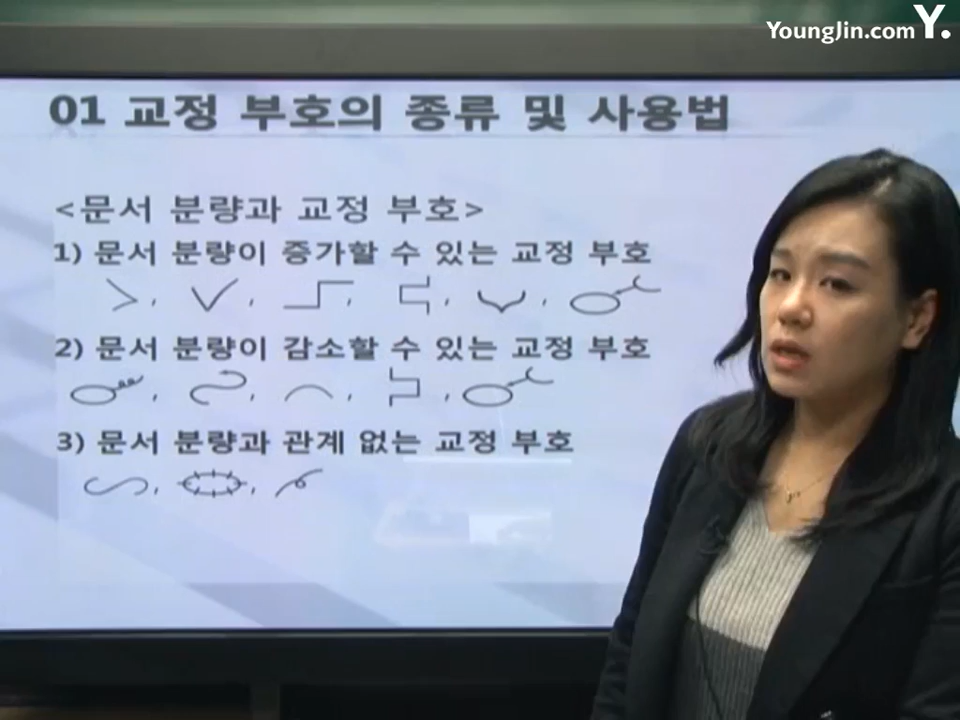 YoungJin.com Y.
01 교정 부호의 종류 및 사용법
<문서 분량과 교정 부호>
1) 문서 분량이 증가할 수 있는 교정 부호
2) 문서 분량이 감소할 수 있는 교정 부호
3) 문서 분량과 관계 없는 교정 부호